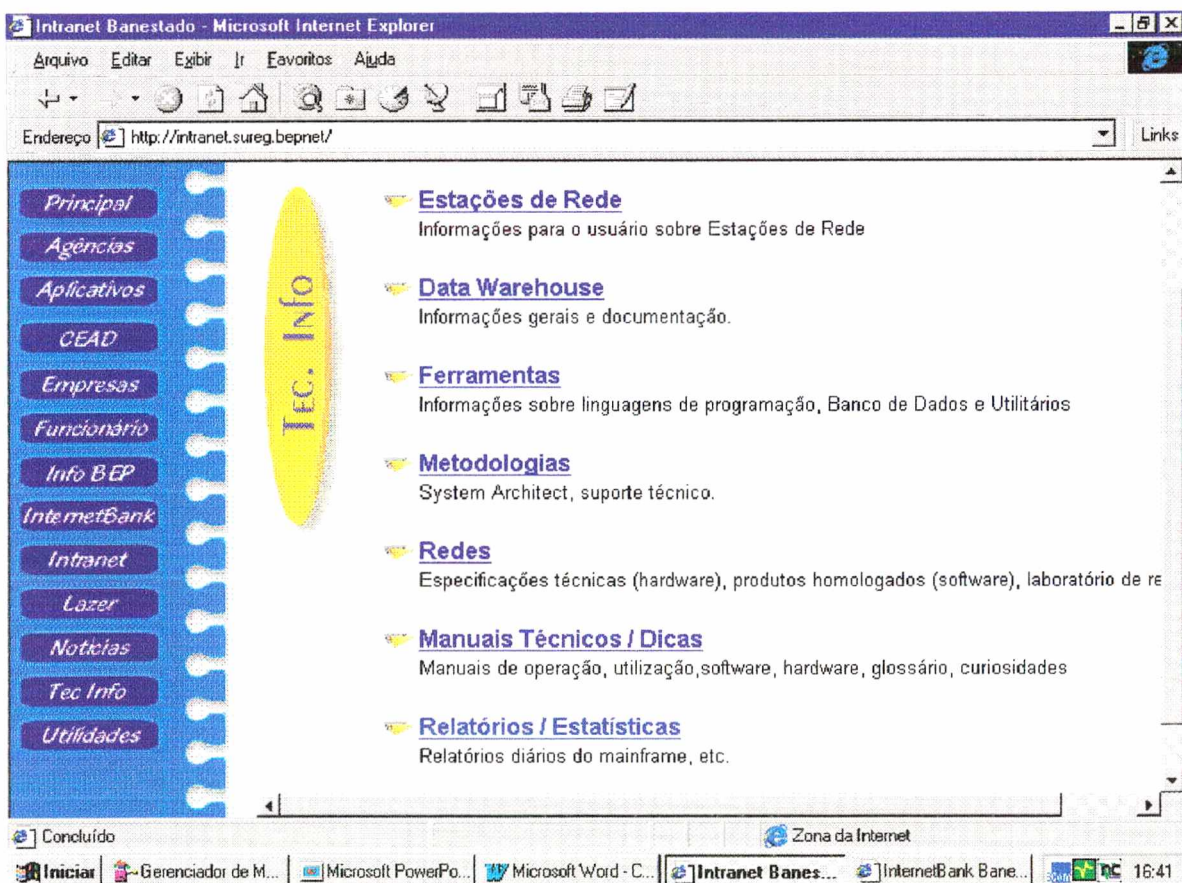 Intranet Banestado - Microsoft Internet Explorer
Arquivo Editar Exibir Ir Favoritos Ajuda
Endereço http://intranet.sureg.bepnet/ Links
Principal
Agências
Aplicativos
CEAD
Empresas
Funcionário
Info BEP
InternetBank
Intranet
Lazer
Notícias
Tec Info
Utilidades
TEC. INFO
Estações de Rede
Informações para o usuário sobre Estações de Rede
Data Warehouse
Informações gerais e documentação.
Ferramentas
Informações sobre linguagens de programação, Banco de Dados e Utilitários
Metodologias
System Architect, suporte técnico.
Redes
Especificações técnicas (hardware), produtos homologados (software), laboratório de re
Manuais Técnicos / Dicas
Manuais de operação, utilização,software, hardware, glossário, curiosidades
Relatórios / Estatísticas
Relatórios diários do mainframe, etc.
Concluído Zona da Internet
Iniciar Gerenciador de M... Microsoft PowerPo... Microsoft Word - C... Intranet Banes... InternetBank Bane... 16:41